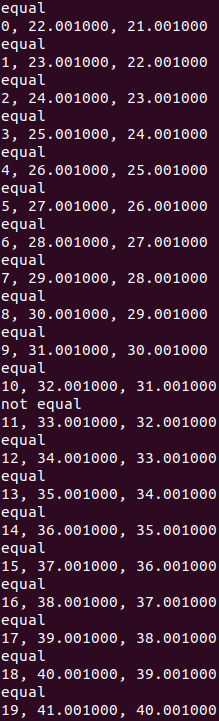 equal
0, 22.001000, 21.001000
equal
1, 23.001000, 22.001000
equal
2, 24.001000, 23.001000
equal
3, 25.001000, 24.001000
equal
4, 26.001000, 25.001000
equal
5, 27.001000, 26.001000
equal
6, 28.001000, 27.001000
equal
7, 29.001000, 28.001000
equal
8, 30.001000, 29.001000
equal
9, 31.001000, 30.001000
equal
10, 32.001000, 31.001000
not equal
11, 33.001000, 32.001000
equal
12, 34.001000, 33.001000
equal
13, 35.001000, 34.001000
equal
14, 36.001000, 35.001000
equal
15, 37.001000, 36.001000
equal
16, 38.001000, 37.001000
equal
17, 39.001000, 38.001000
equal
18, 40.001000, 39.001000
equal
19, 41.001000, 40.001000